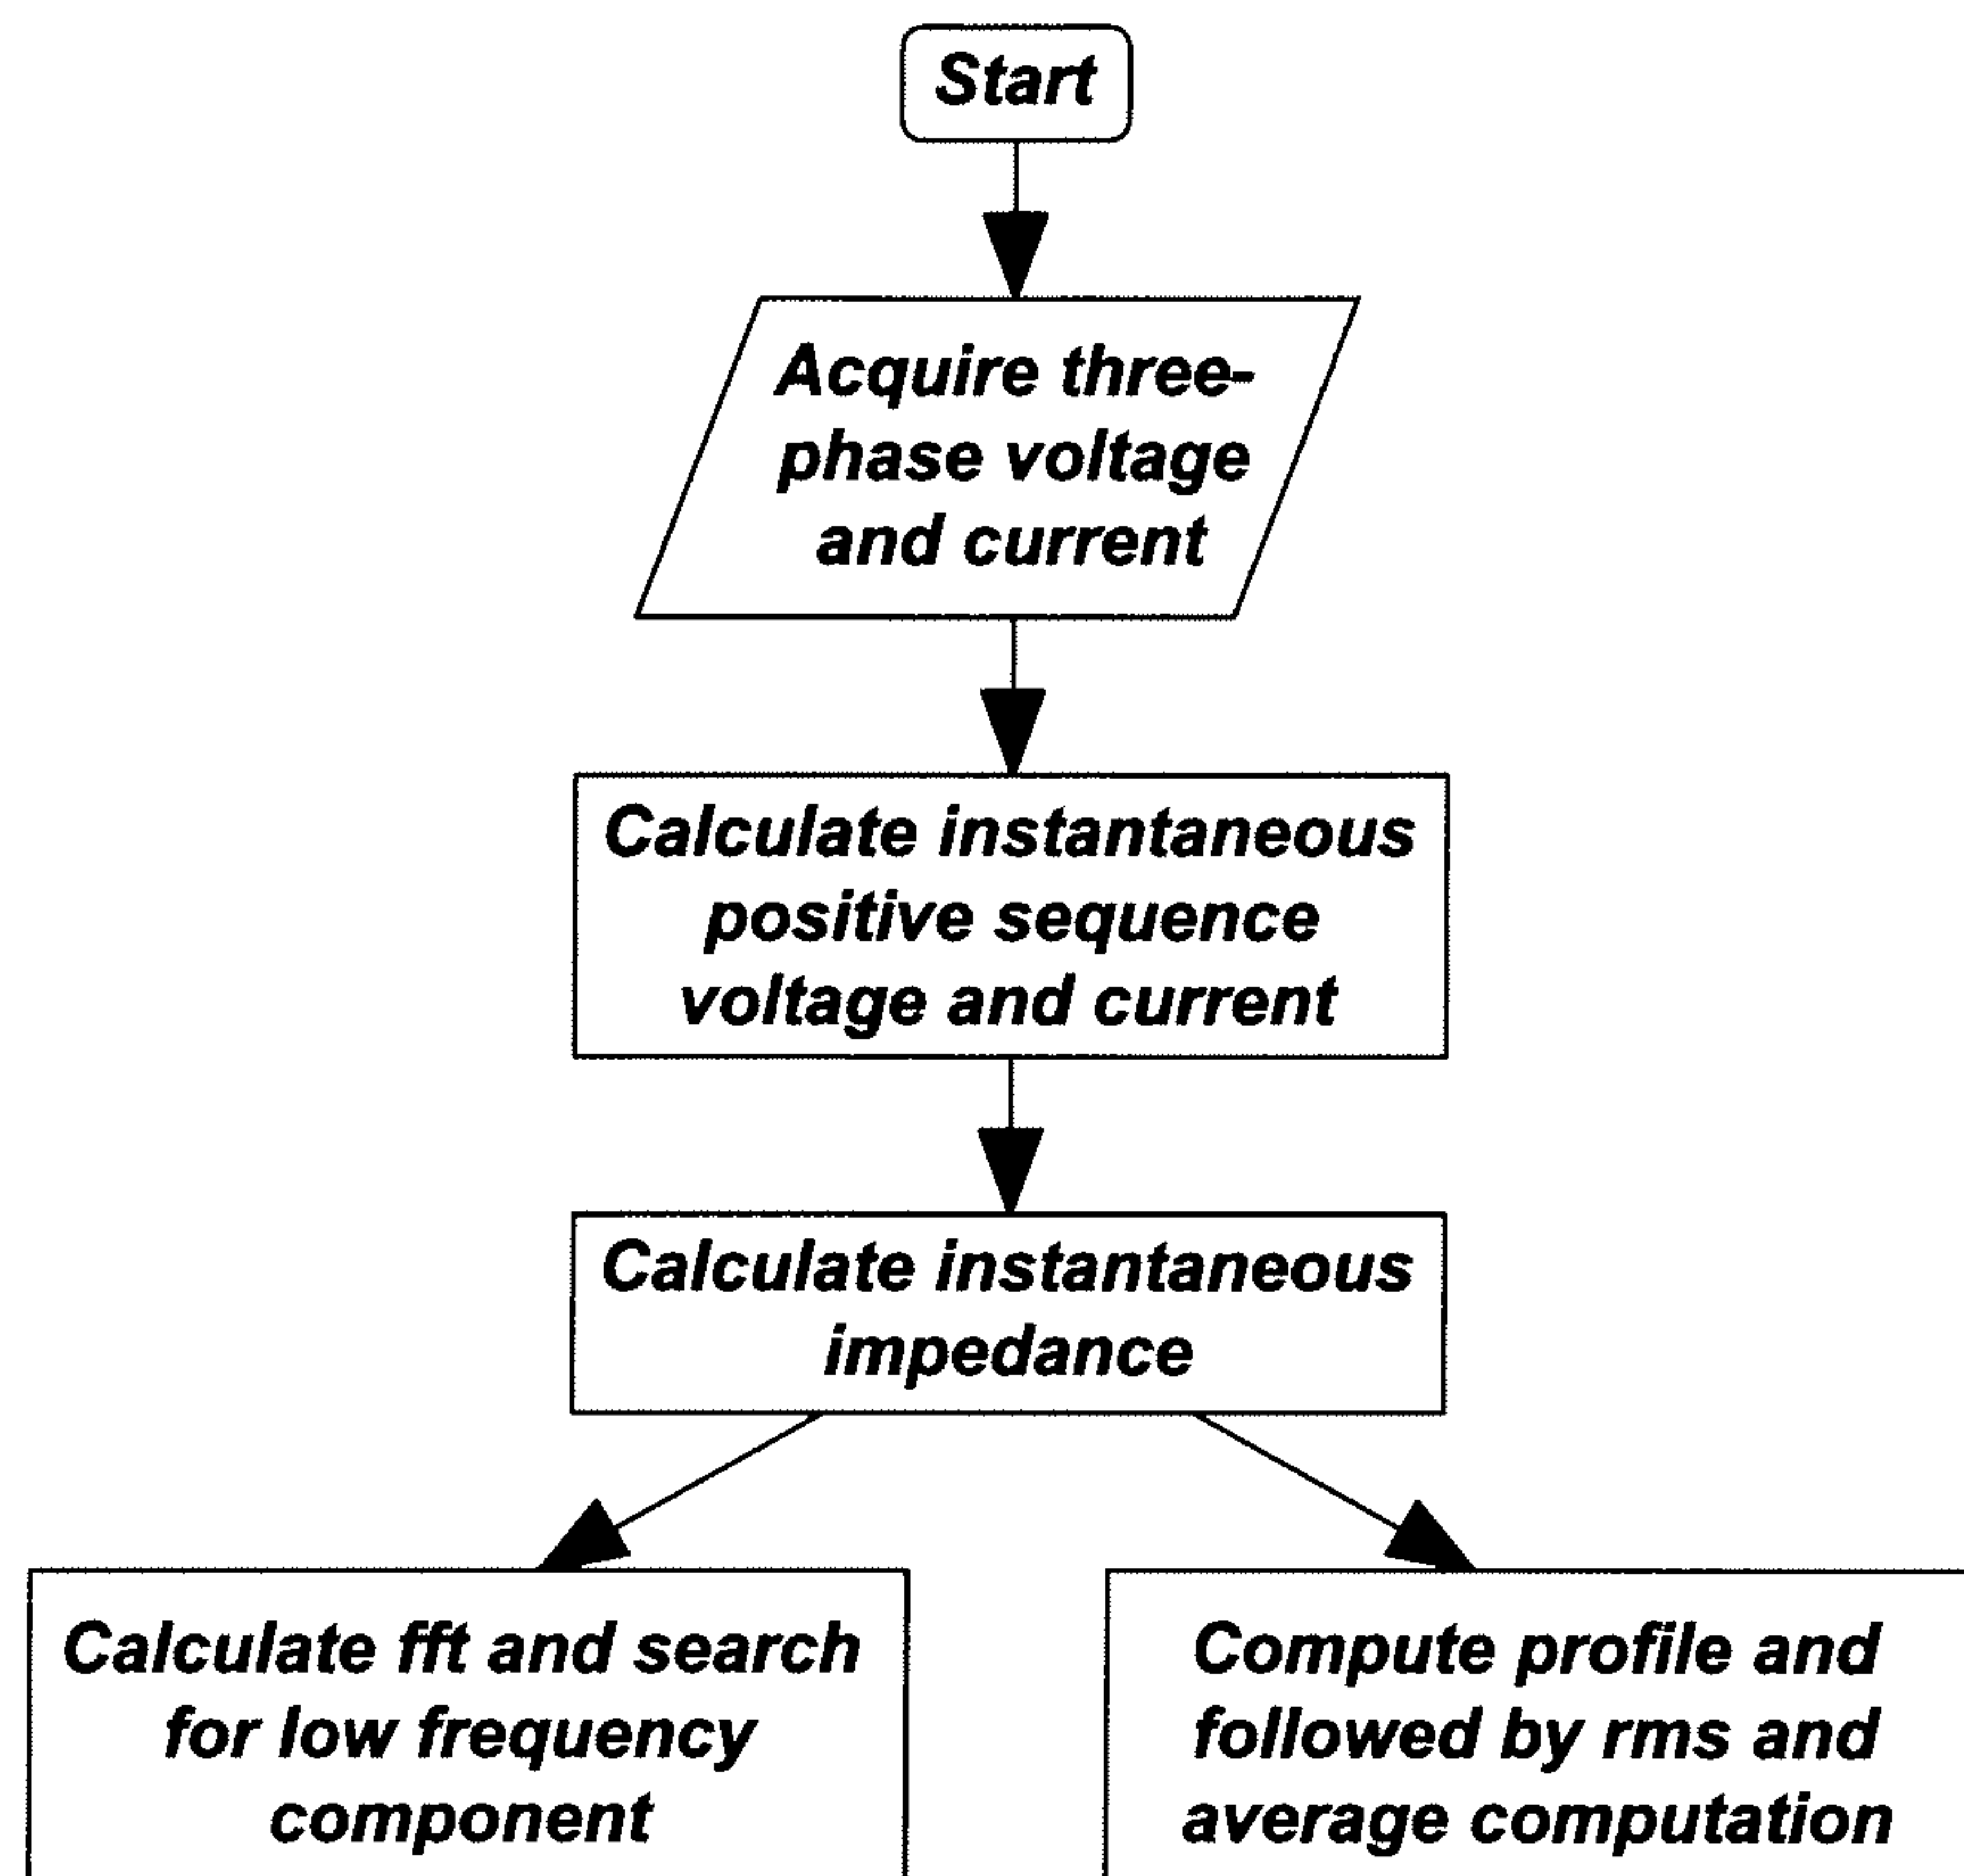 Start
Acquire three-
phase voltage
and current
Calculate instantaneous
positive sequence
voltage and current
Calculate instantaneous
impedance
Calculate fft and search
for low frequency
component
Compute profile and
followed by rms and
average computation